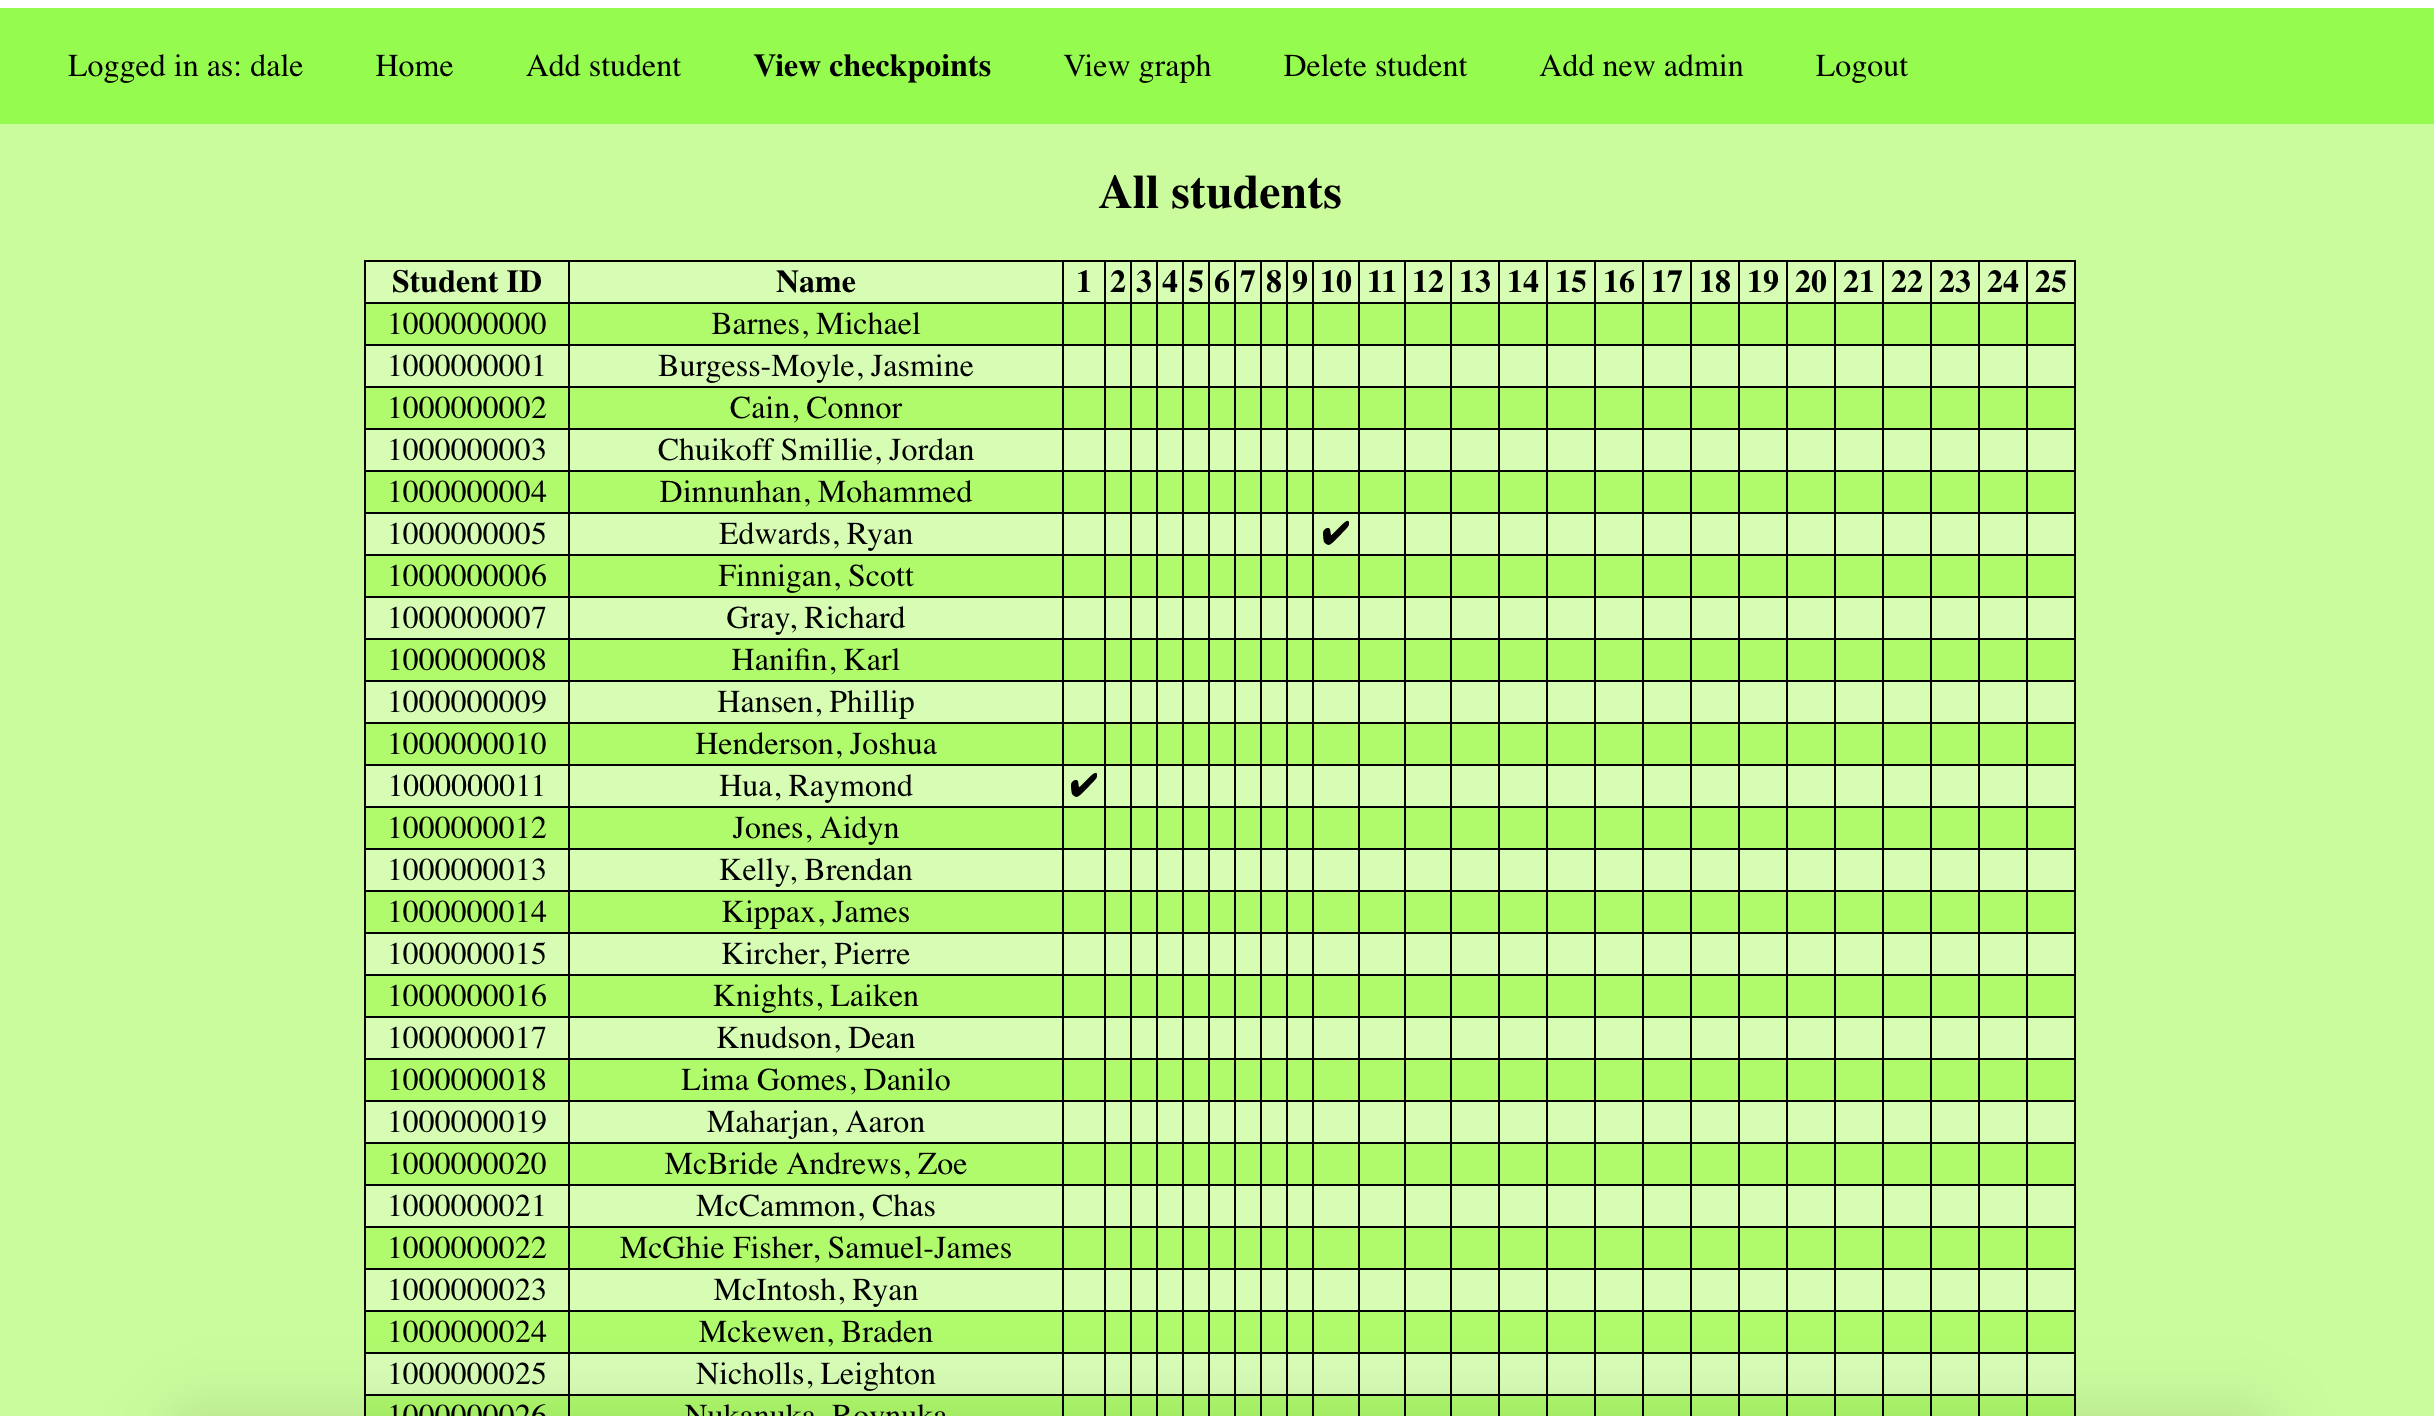 Logged in as: dale Home Add student View checkpoints View graph Delete student Add new admin Logout
All students
Student ID Name 1 2 3 4 5 6 7 8 9 10 11 12 13 14 15 16 17 18 19 20 21 22 23 24 25
1000000000 Barnes, Michael
1000000001 Burgess-Moyle, Jasmine
1000000002 Cain, Connor
1000000003 Chuikoff Smillie, Jordan
1000000004 Dinnunhan, Mohammed
1000000005 Edwards, Ryan ✔
1000000006 Finnigan, Scott
1000000007 Gray, Richard
1000000008 Hanifin, Karl
1000000009 Hansen, Phillip
1000000010 Henderson, Joshua
1000000011 Hua, Raymond ✔
1000000012 Jones, Aidyn
1000000013 Kelly, Brendan
1000000014 Kippax, James
1000000015 Kircher, Pierre
1000000016 Knights, Laiken
1000000017 Knudson, Dean
1000000018 Lima Gomes, Danilo
1000000019 Maharjan, Aaron
1000000020 McBride Andrews, Zoe
1000000021 McCammon, Chas
1000000022 McGhie Fisher, Samuel-James
1000000023 McIntosh, Ryan
1000000024 Mckewen, Braden
1000000025 Nicholls, Leighton
1000000026